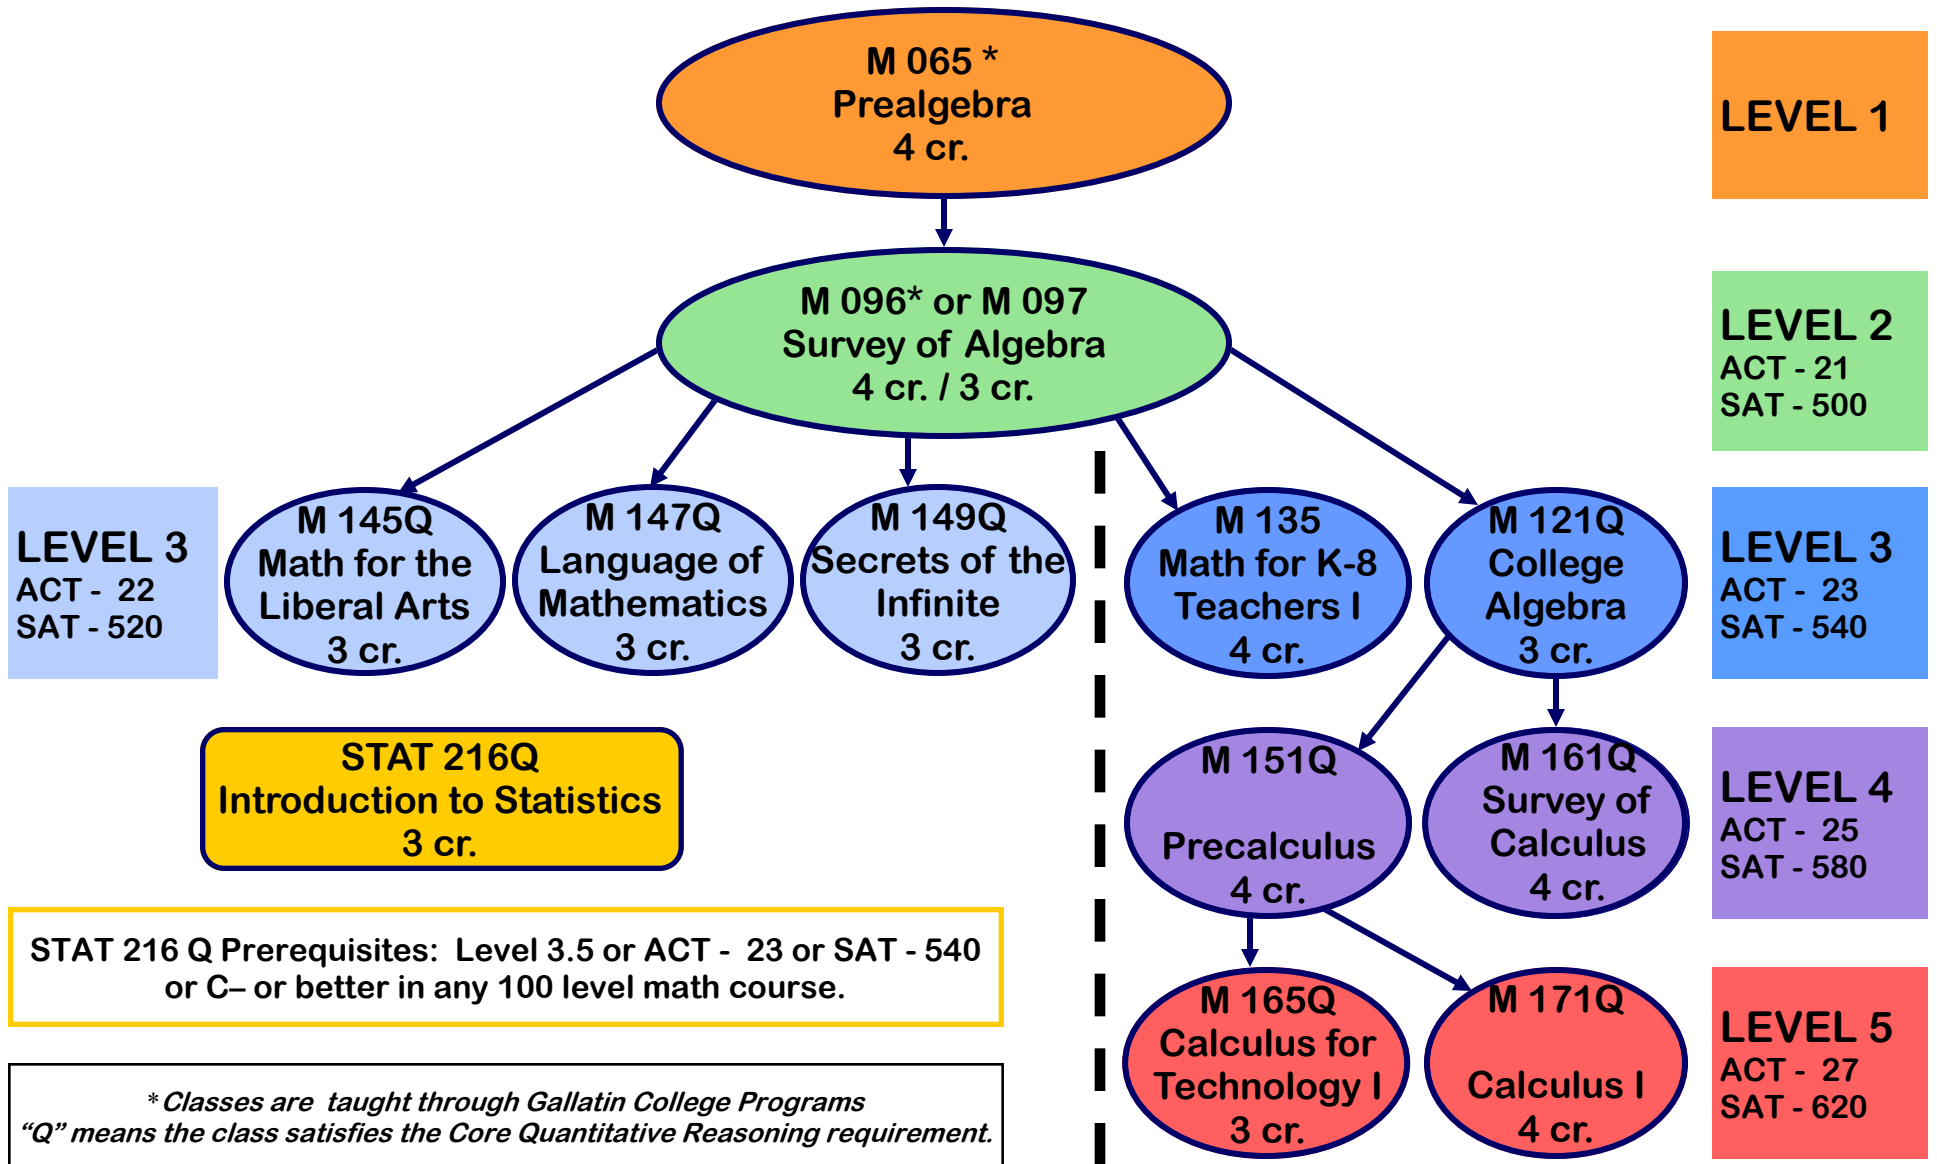 M 065 *
Prealgebra
4 cr.
LEVEL 1
M 096* or M 097
Survey of Algebra
4 cr. / 3 cr.
LEVEL 2
ACT - 21
SAT - 500
LEVEL 3
ACT -  22
SAT - 520
M 145Q
Math for the
Liberal Arts
3 cr.
M 147Q
Language of
Mathematics
3 cr.
M 149Q
Secrets of the
Infinite
3 cr.
M 135
Math for K-8
Teachers I
4 cr.
M 121Q
College
Algebra
3 cr.
LEVEL 3
ACT -  23
SAT - 540
STAT 216Q
Introduction to Statistics
3 cr.
M 151Q
Precalculus
4 cr.
M 161Q
Survey of
Calculus
4 cr.
LEVEL 4
ACT -  25
SAT - 580
STAT 216 Q Prerequisites:  Level 3.5 or ACT -  23 or SAT - 540
or C– or better in any 100 level math course.
M 165Q
Calculus for
Technology I
3 cr.
M 171Q
Calculus I
4 cr.
LEVEL 5
ACT -  27
SAT - 620
* Classes are  taught through Gallatin College Programs
“Q” means the class satisfies the Core Quantitative Reasoning requirement.